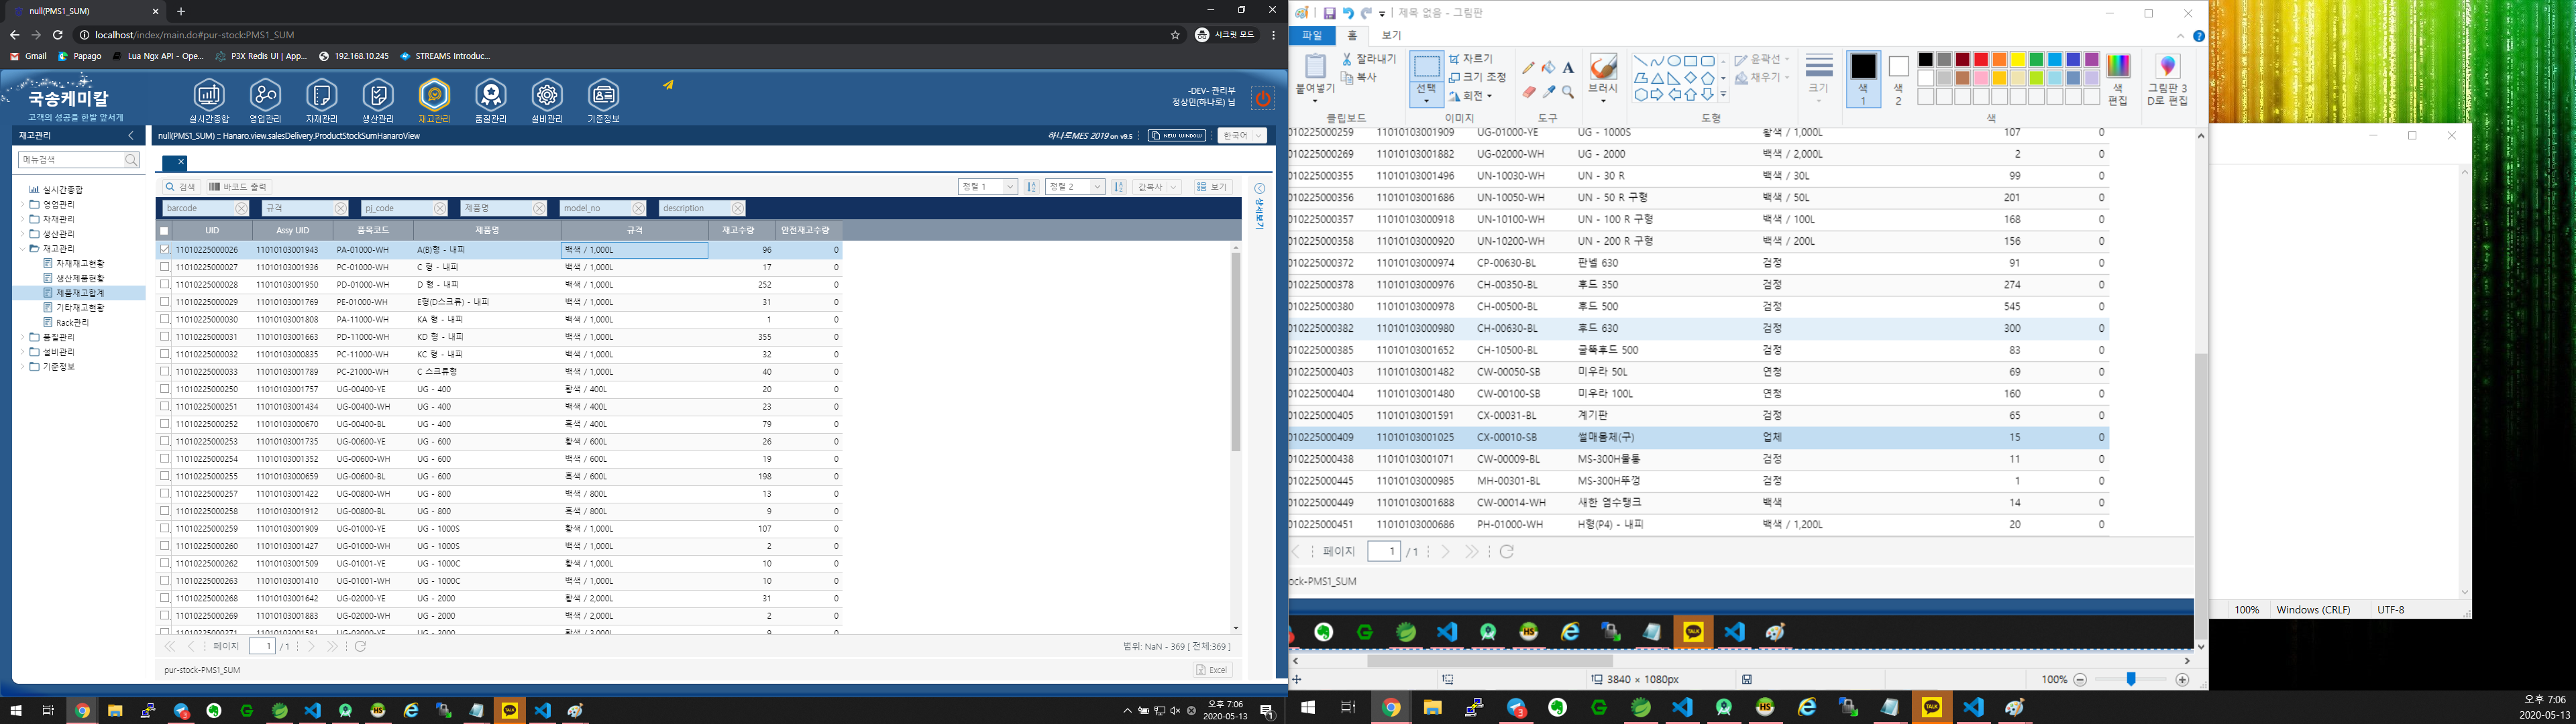 null(PMS1_SUM)
localhost/index/main.do#pur-stock:PMS1_SUM
시크릿 모드
Gmail Papago Lua Ngx API - Ope... P3X Redis UI | App... 192.168.10.245 STREAMS Introduc...
국송케미칼
고객의 성공을 한발 앞서게
실시간종합 영업관리 자재관리 생산관리 재고관리 품질관리 설비관리 기준정보
-DEV- 관리부
정상민(하나로) 님
재고관리
null(PMS1_SUM) :: Hanaro.view.salesDelivery.ProductStockSumHanaroView
하나로MES 2019 on v9.5 NEW WINDOW 한국어
메뉴검색
실시간종합
영업관리
자재관리
생산관리
재고관리
자재재고현황
생산제품현황
제품재고합계
기타재고현황
Rack관리
품질관리
설비관리
기준정보
검색 바코드 출력 정렬 1 정렬 2 값복사 보기
상세보기
barcode 규격 pj_code 제품명 model_no description
UID Assy UID 품목코드 제품명 규격 재고수량 안전재고수량
11010225000026 11010103001943 PA-01000-WH A(B)형 - 내피 백색 / 1,000L 96 0
11010225000027 11010103001936 PC-01000-WH C 형 - 내피 백색 / 1,000L 17 0
11010225000028 11010103001950 PD-01000-WH D 형 - 내피 백색 / 1,000L 252 0
11010225000029 11010103001769 PE-01000-WH E형(D스크류) - 내피 백색 / 1,000L 31 0
11010225000030 11010103001808 PA-11000-WH KA 형 - 내피 백색 / 1,000L 1 0
11010225000031 11010103001663 PD-11000-WH KD 형 - 내피 백색 / 1,000L 355 0
11010225000032 11010103000835 PC-11000-WH KC 형 - 내피 백색 / 1,000L 32 0
11010225000033 11010103001789 PC-21000-WH C 스크류형 백색 / 1,000L 40 0
11010225000250 11010103001757 UG-00400-YE UG - 400 황색 / 400L 20 0
11010225000251 11010103001434 UG-00400-WH UG - 400 백색 / 400L 23 0
11010225000252 11010103000670 UG-00400-BL UG - 400 흑색 / 400L 79 0
11010225000253 11010103001735 UG-00600-YE UG - 600 황색 / 600L 26 0
11010225000254 11010103001352 UG-00600-WH UG - 600 백색 / 600L 19 0
11010225000255 11010103000659 UG-00600-BL UG - 600 흑색 / 600L 198 0
11010225000257 11010103001422 UG-00800-WH UG - 800 백색 / 800L 13 0
11010225000258 11010103001912 UG-00800-BL UG - 800 흑색 / 800L 9 0
11010225000259 11010103001909 UG-01000-YE UG - 1000S 황색 / 1,000L 107 0
11010225000260 11010103001427 UG-01000-WH UG - 1000S 백색 / 1,000L 2 0
11010225000262 11010103001509 UG-01001-YE UG - 1000C 황색 / 1,000L 10 0
11010225000263 11010103001410 UG-01001-WH UG - 1000C 백색 / 1,000L 10 0
11010225000268 11010103001642 UG-02000-YE UG - 2000 황색 / 2,000L 31 0
11010225000269 11010103001883 UG-02000-WH UG - 2000 백색 / 2,000L 2 0
11010225000271 11010103001581 UG-03000-YE UG - 3000 황색 / 3,000L 9 0
페이지 1 / 1 범위: NaN - 369 [ 전체:369 ]
pur-stock-PMS1_SUM Excel
오후 7:06
2020-05-13
제목 없음 - 그림판
파일 홈 보기
붙여넣기 잘라내기 복사 클립보드
선택 자르기 크기 조정 회전 이미지
도구
브러시
윤곽선 채우기 도형
크기
색 1 색 2 색 편집 색
그림판 3D로 편집
010225000259 11010103001909 UG-01000-YE UG - 1000S 황색 / 1,000L 107 0
010225000269 11010103001882 UG-02000-WH UG - 2000 백색 / 2,000L 2 0
010225000355 11010103001496 UN-10030-WH UN - 30 R 백색 / 30L 99 0
010225000356 11010103001686 UN-10050-WH UN - 50 R 구형 백색 / 50L 201 0
010225000357 11010103000918 UN-10100-WH UN - 100 R 구형 백색 / 100L 168 0
010225000358 11010103000920 UN-10200-WH UN - 200 R 구형 백색 / 200L 156 0
010225000372 11010103000974 CP-00630-BL 판넬 630 검정 91 0
010225000378 11010103000976 CH-00350-BL 후드 350 검정 274 0
010225000380 11010103000978 CH-00500-BL 후드 500 검정 545 0
010225000382 11010103000980 CH-00630-BL 후드 630 검정 300 0
010225000385 11010103001652 CH-10500-BL 굴뚝후드 500 검정 83 0
010225000403 11010103001482 CW-00050-SB 미우라 50L 연청 69 0
010225000404 11010103001480 CW-00100-SB 미우라 100L 연청 160 0
010225000405 11010103001591 CX-00031-BL 계기판 검정 65 0
010225000409 11010103001025 CX-00010-SB 썰매몸체(구) 업체 15 0
010225000438 11010103001071 CW-00009-BL MS-300H물통 검정 11 0
010225000445 11010103000985 MH-00301-BL MS-300H뚜껑 검정 1 0
010225000449 11010103001688 CW-00014-WH 새한 염수탱크 백색 14 0
010225000451 11010103000686 PH-01000-WH H형(P4) - 내피 백색 / 1,200L 20 0
페이지 1 / 1
ock-PMS1_SUM
3840 × 1080px 100%
100% Windows (CRLF) UTF-8
오후 7:06
2020-05-13